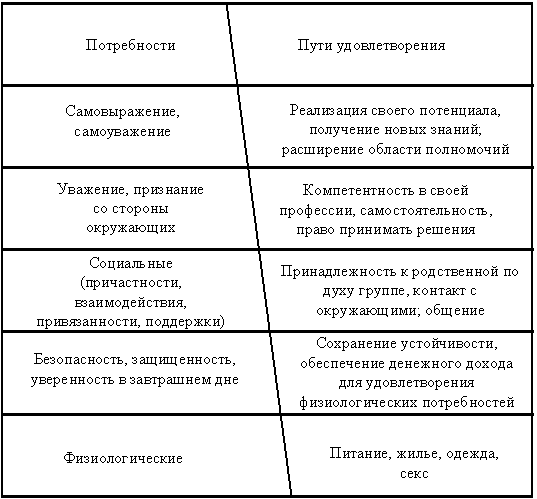 Потребности
Пути удовлетворения
Самовыражение,
самоуважение
Реализация своего потенциала,
получение новых знаний;
расширение области полномочий
Уважение, признание
со стороны
окружающих
Компетентность в своей
профессии, самостоятельность,
право принимать решения
Социальные
(причастности,
взаимодействия,
привязанности, поддержки)
Принадлежность к родственной по
духу группе, контакт с
окружающими; общение
Безопасность, защищенность,
уверенность в завтрашнем дне
Сохранение устойчивости,
обеспечение денежного дохода
для удовлетворения
физиологических потребностей
Физиологические
Питание, жилье, одежда,
секс